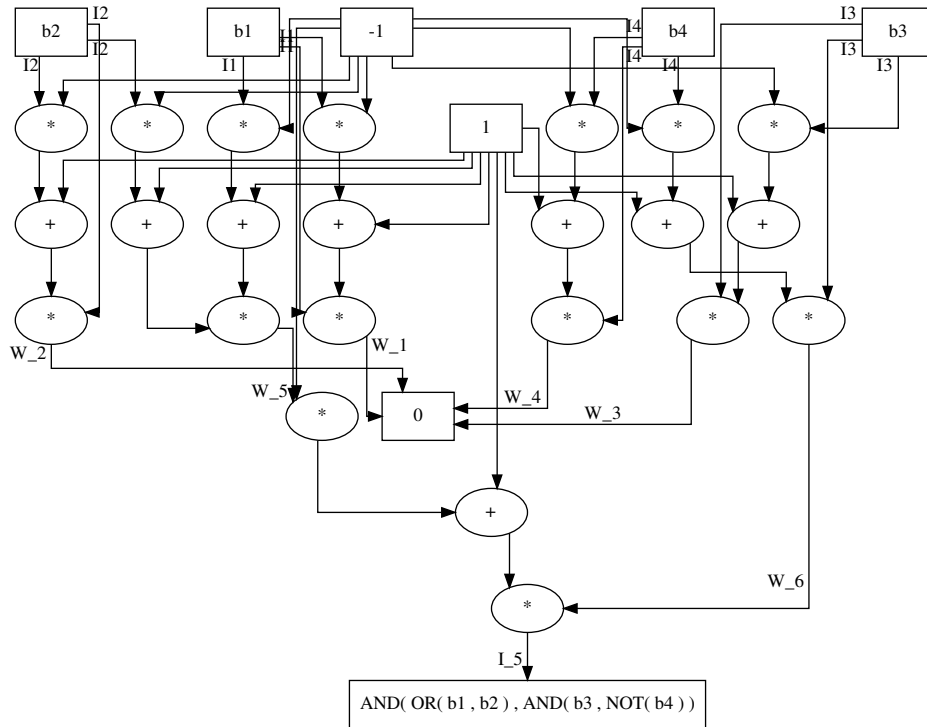 b2
I2
I2
I2
b1
I1
I1
I1
-1
b4
I4
I4
I4
b3
I3
I3
I3
*
*
*
*
*
*
*
1
+
+
+
+
+
+
+
*
*
*
*
*
*
W_2
W_5
W_1
W_4
W_3
*
0
+
W_6
*
I_5
AND( OR( b1 , b2 ) , AND( b3 , NOT( b4 ) ) )